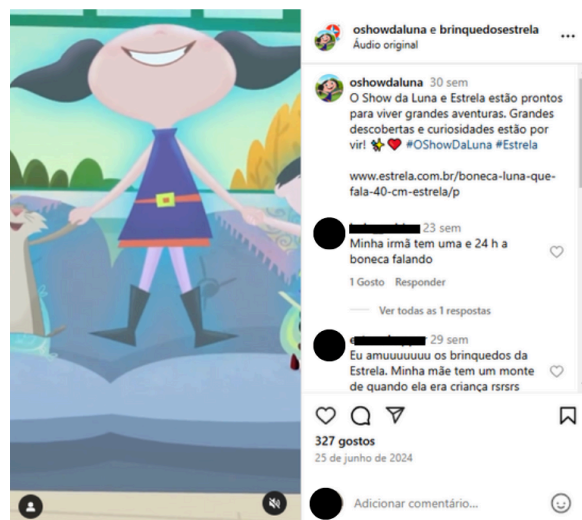 oshowdaluna e brinquedosestrela
Áudio original
oshowdaluna 30 sem
O Show da Luna e Estrela estão prontos
para viver grandes aventuras. Grandes
descobertas e curiosidades estão por
vir! ✨❤️ #OShowDaLuna #Estrela
www.estrela.com.br/boneca-luna-que-
fala-40-cm-estrela/p
23 sem
Minha irmã tem uma e 24 h a
boneca falando
1 Gosto Responder
Ver todas as 1 respostas
29 sem
Eu amuuuuuuu os brinquedos da
Estrela. Minha mãe tem um monte
de quando ela era criança rsrsrs
327 gostos
25 de junho de 2024
Adicionar comentário...